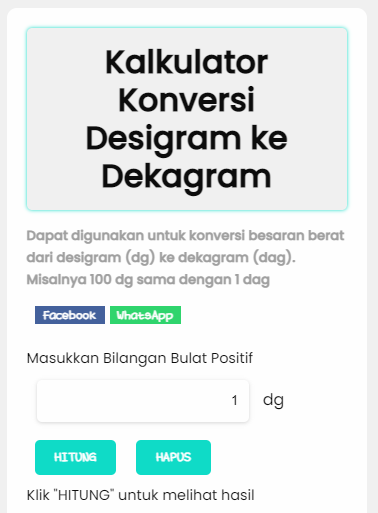 Kalkulator
Konversi
Desigram ke
Dekagram
Dapat digunakan untuk konversi besaran berat
dari desigram (dg) ke dekagram (dag).
Misalnya 100 dg sama dengan 1 dag
Facebook WhatsApp
Masukkan Bilangan Bulat Positif
1 dg
HITUNG HAPUS
Klik "HITUNG" untuk melihat hasil